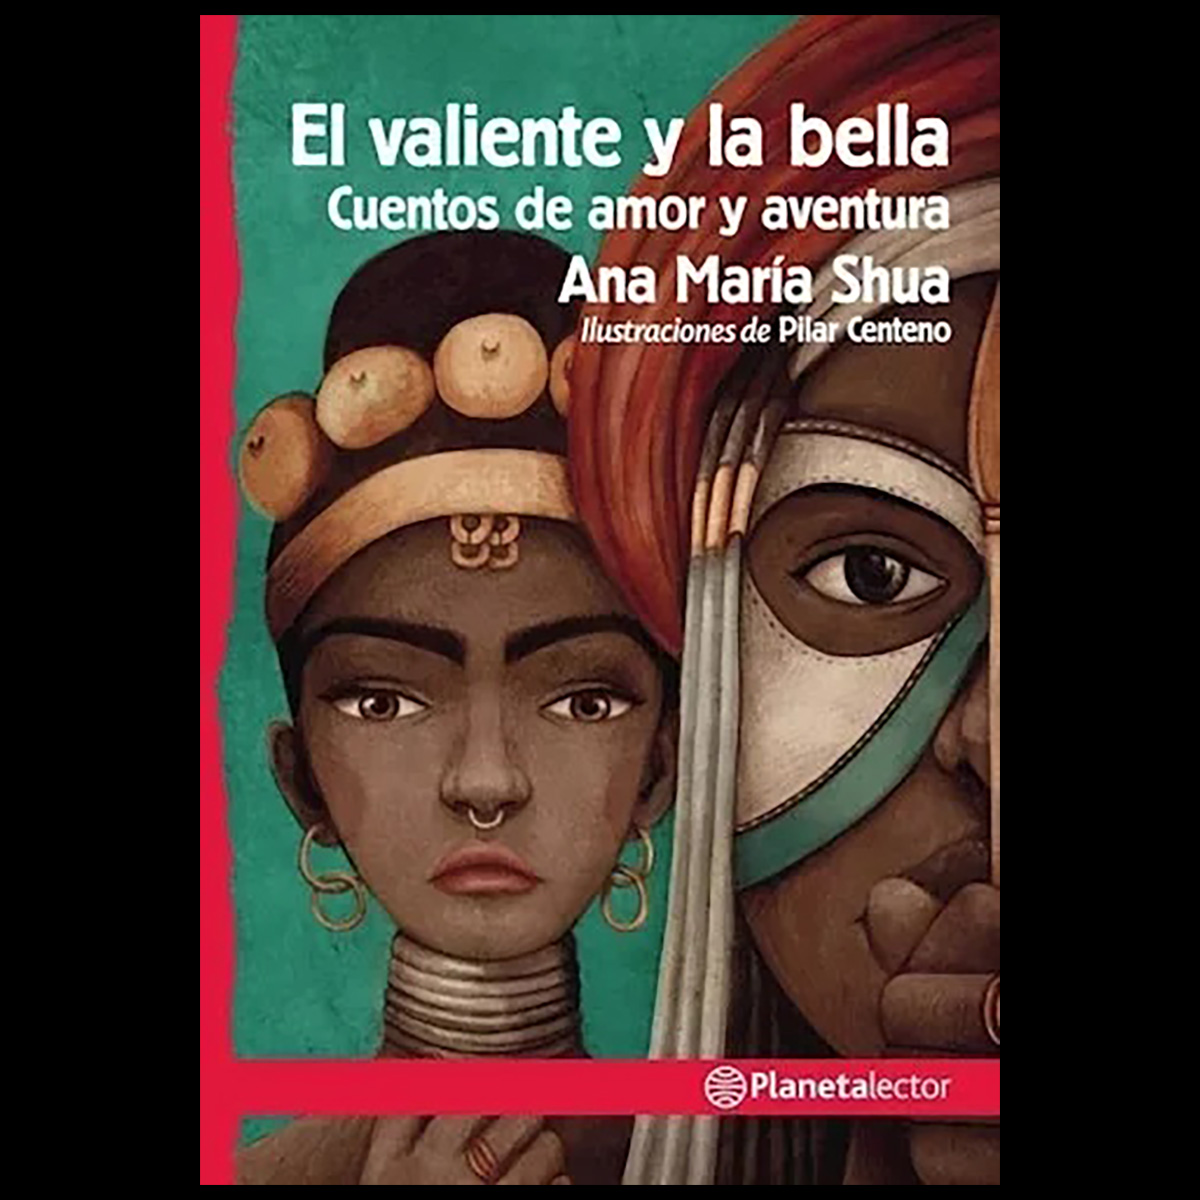 El valiente y la bella
Cuentos de amor y aventura
Ana María Shua
Ilustraciones de Pilar Centeno
Planetalector